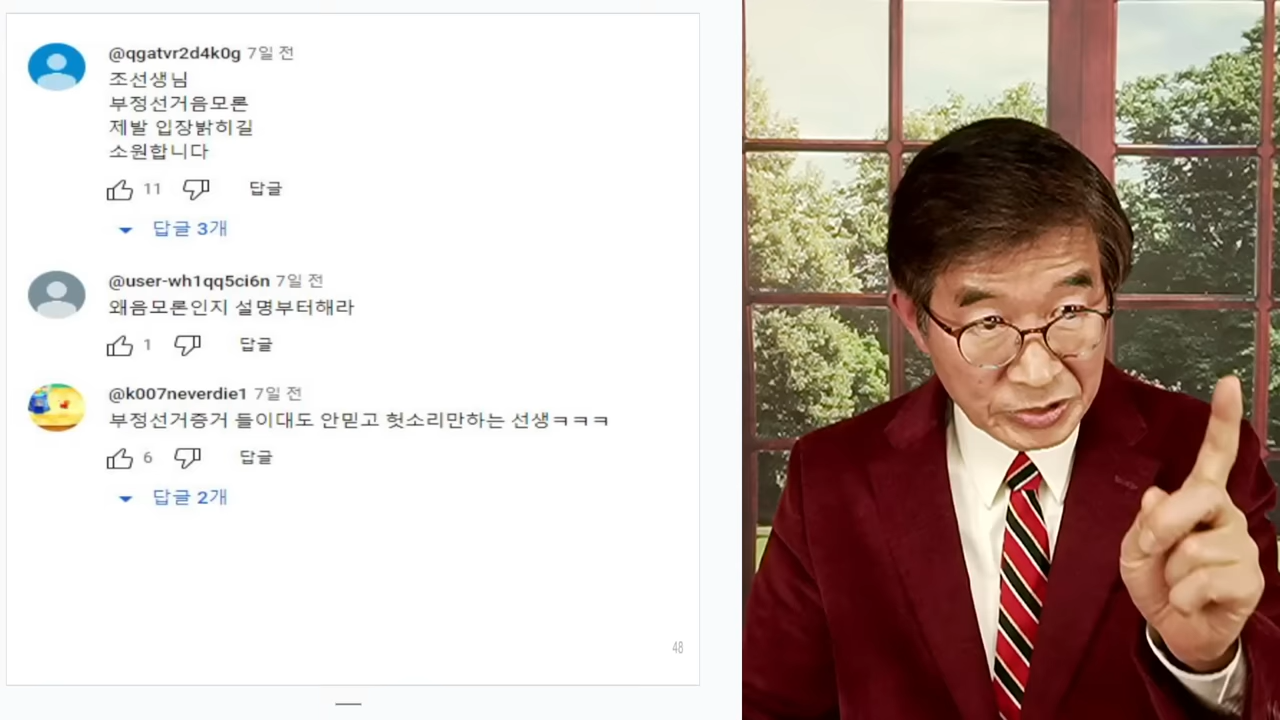 @qgatvr2d4k0g 7일 전
조선생님
부정선거음모론
제발 입장밝히길
소원합니다
11 답글
답글 3개
@user-wh1qq5ci6n 7일 전
왜음모론인지 설명부터해라
1 답글
@k007neverdie1 7일 전
부정선거증거 들이대도 안믿고 헛소리만하는 선생ㅋㅋㅋ
6 답글
답글 2개
48